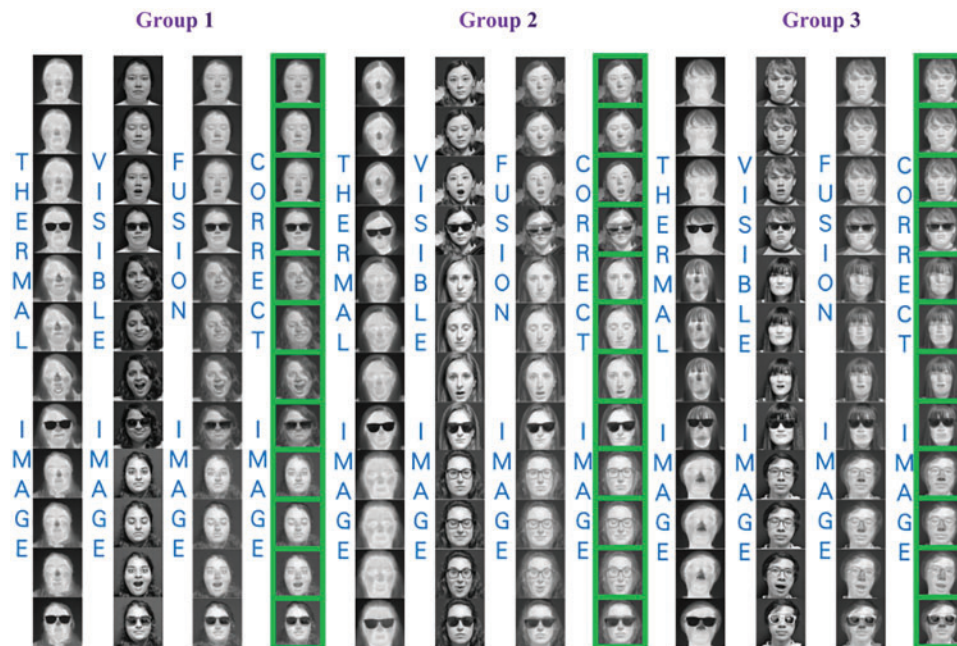 Group 1
Group 2
Group 3
THERMAL IMAGE
VISIBLE IMAGE
FUSION IMAGE
CORRECT IMAGE
THERMAL IMAGE
VISIBLE IMAGE
FUSION IMAGE
CORRECT IMAGE
THERMAL IMAGE
VISIBLE IMAGE
FUSION IMAGE
CORRECT IMAGE